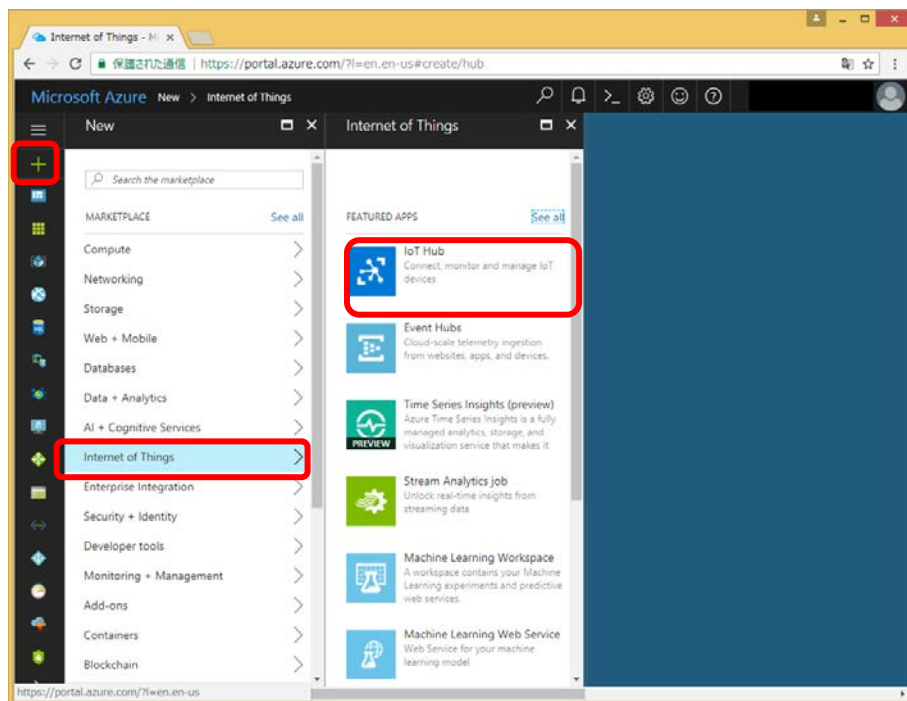 Internet of Things - Mi
保護された通信 | https://portal.azure.com/?l=en.en-us#create/hub
Microsoft Azure New > Internet of Things
New
Search the marketplace
MARKETPLACE See all
Compute
Networking
Storage
Web + Mobile
Databases
Data + Analytics
AI + Cognitive Services
Internet of Things
Enterprise Integration
Security + Identity
Developer tools
Monitoring + Management
Add-ons
Containers
Blockchain
Internet of Things
FEATURED APPS See all
IoT Hub
Connect, monitor and manage IoT
devices
Event Hubs
Cloud-scale telemetry ingestion
from websites, apps, and devices.
Time Series Insights (preview)
Azure Time Series Insights is a fully
managed analytics, storage, and
visualization service that makes it
PREVIEW
Stream Analytics job
Unlock real-time insights from
streaming data
Machine Learning Workspace
A workspace contains your Machine
Learning experiments and predictive
web services.
Machine Learning Web Service
Web Service for your machine
learning model
https://portal.azure.com/?l=en.en-us